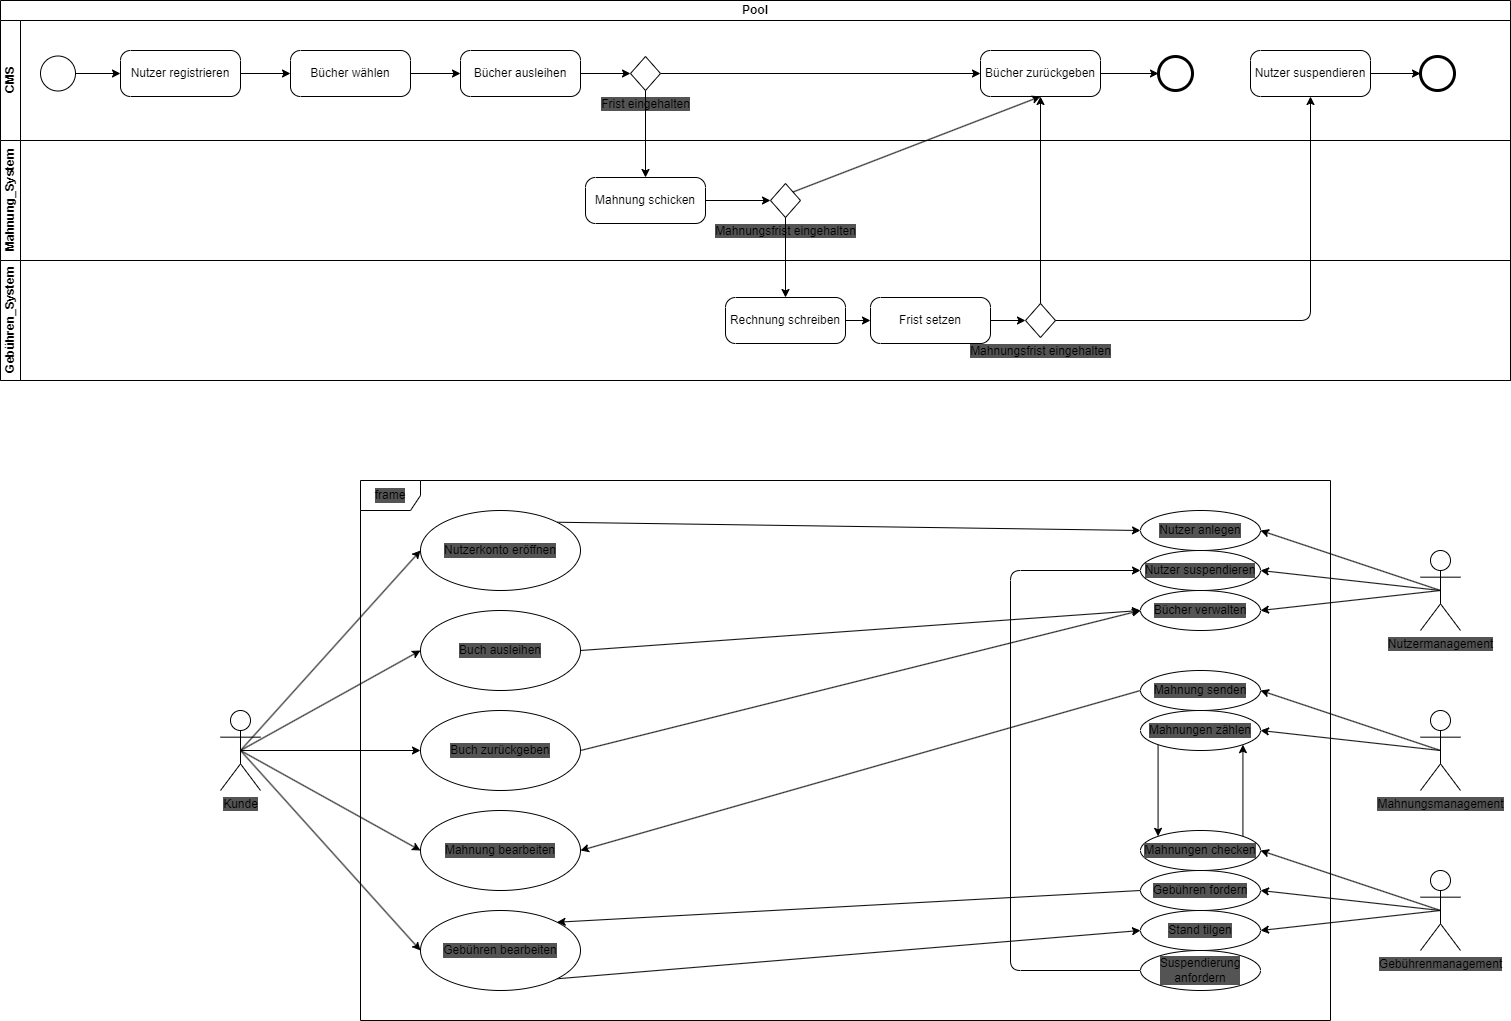 Pool
CMS
Nutzer registrieren
Bücher wählen
Bücher ausleihen
Frist eingehalten
Bücher zurückgeben
Nutzer suspendieren
Mahnung_System
Mahnung schicken
Mahnungsfrist eingehalten
Gebühren_System
Rechnung schreiben
Frist setzen
Mahnungsfrist eingehalten
frame
Nutzerkonto eröffnen
Buch ausleihen
Buch zurückgeben
Mahnung bearbeiten
Gebühren bearbeiten
Kunde
Nutzer anlegen
Nutzer suspendieren
Bücher verwalten
Mahnung senden
Mahnungen zählen
Mahnungen checken
Gebühren fordern
Stand tilgen
Suspendierung
anfordern
Nutzermanagement
Mahnungsmanagement
Gebührenmanagement